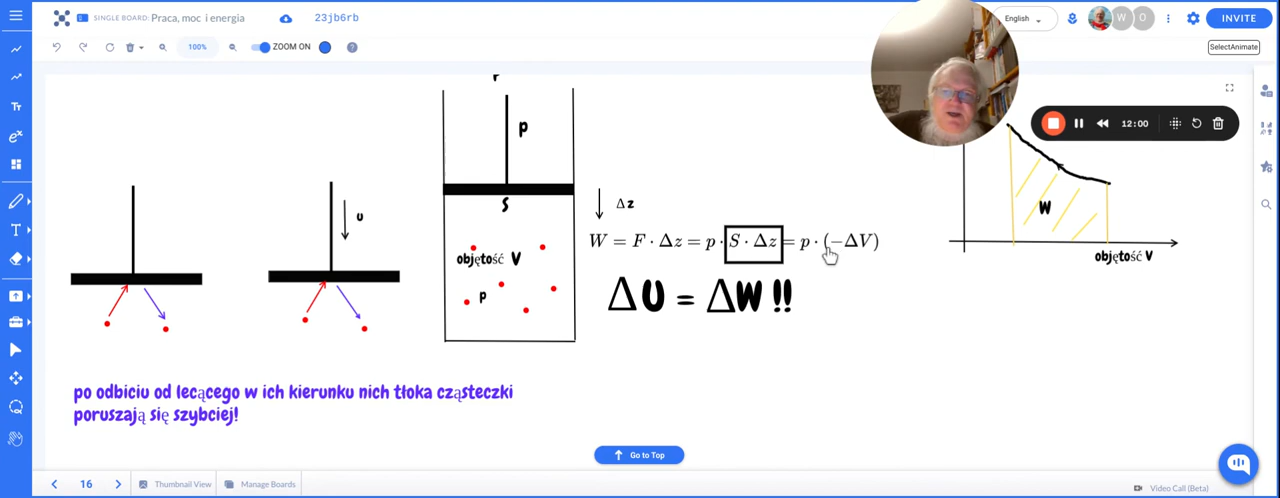 SINGLE BOARD: Praca, moc i energia
23jb6rb
English
W
O
INVITE
100%
ZOOM ON
?
SelectAnimate
12:00
Tт
eˣ
T
p
u
S
Δz
W = F · Δz = p · S · Δz = p · (−ΔV)
objętość V
p
ΔU = ΔW !!
W
objętość V
po odbiciu od lecącego w ich kierunku nich tłoka cząsteczki
poruszają się szybciej!
Go to Top
16
Thumbnail View
Manage Boards
Video Call (Beta)